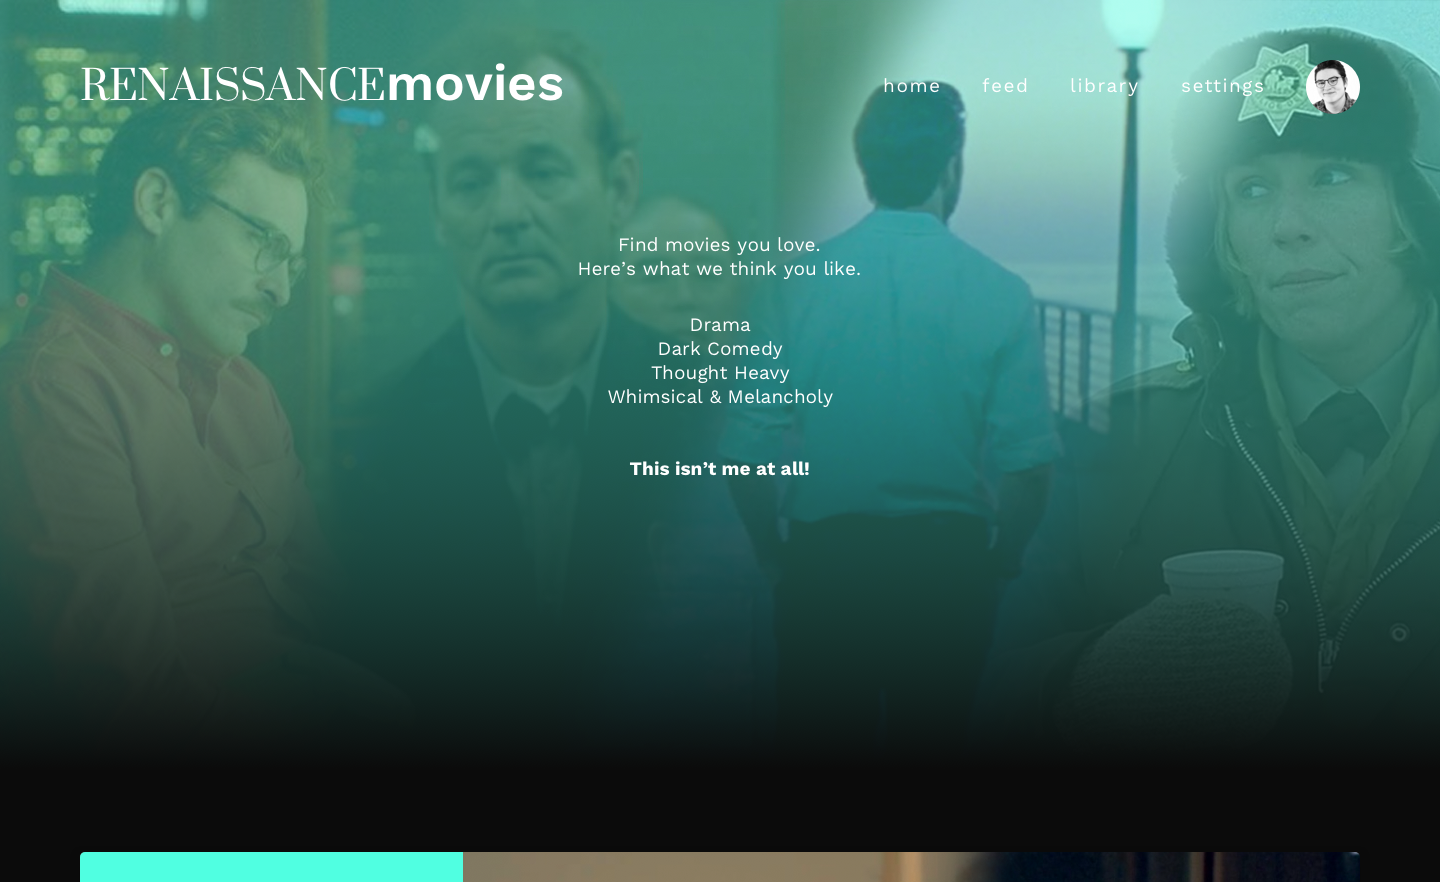 RENAISSANCEmovies
home feed library settings
Find movies you love.
Here’s what we think you like.
Drama
Dark Comedy
Thought Heavy
Whimsical & Melancholy
This isn’t me at all!